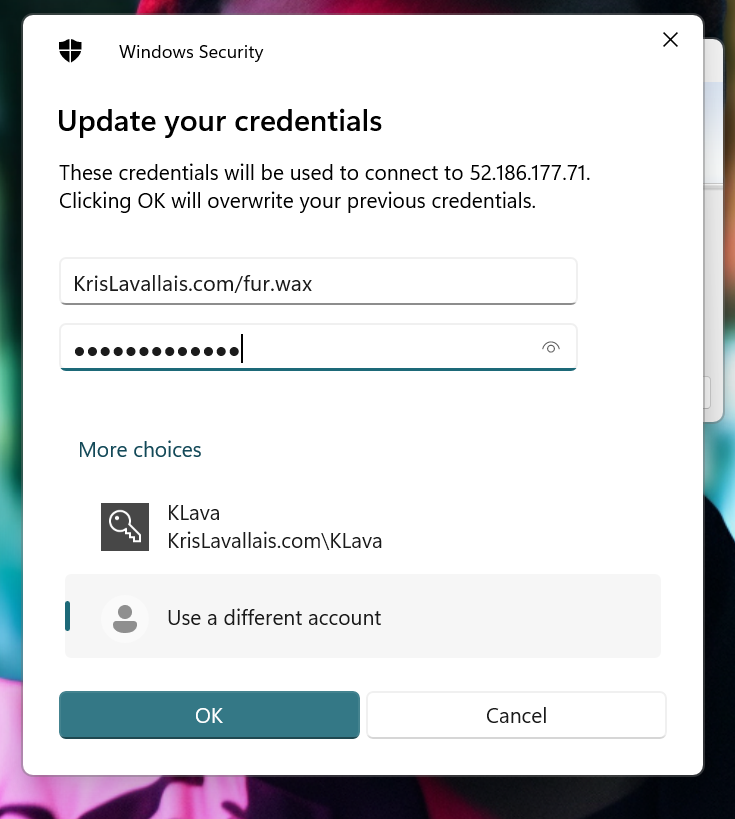 Windows Security
Update your credentials
These credentials will be used to connect to 52.186.177.71.
Clicking OK will overwrite your previous credentials.
KrisLavallais.com/fur.wax
•••••••••••••
More choices
KLava
KrisLavallais.com\KLava
Use a different account
OK
Cancel